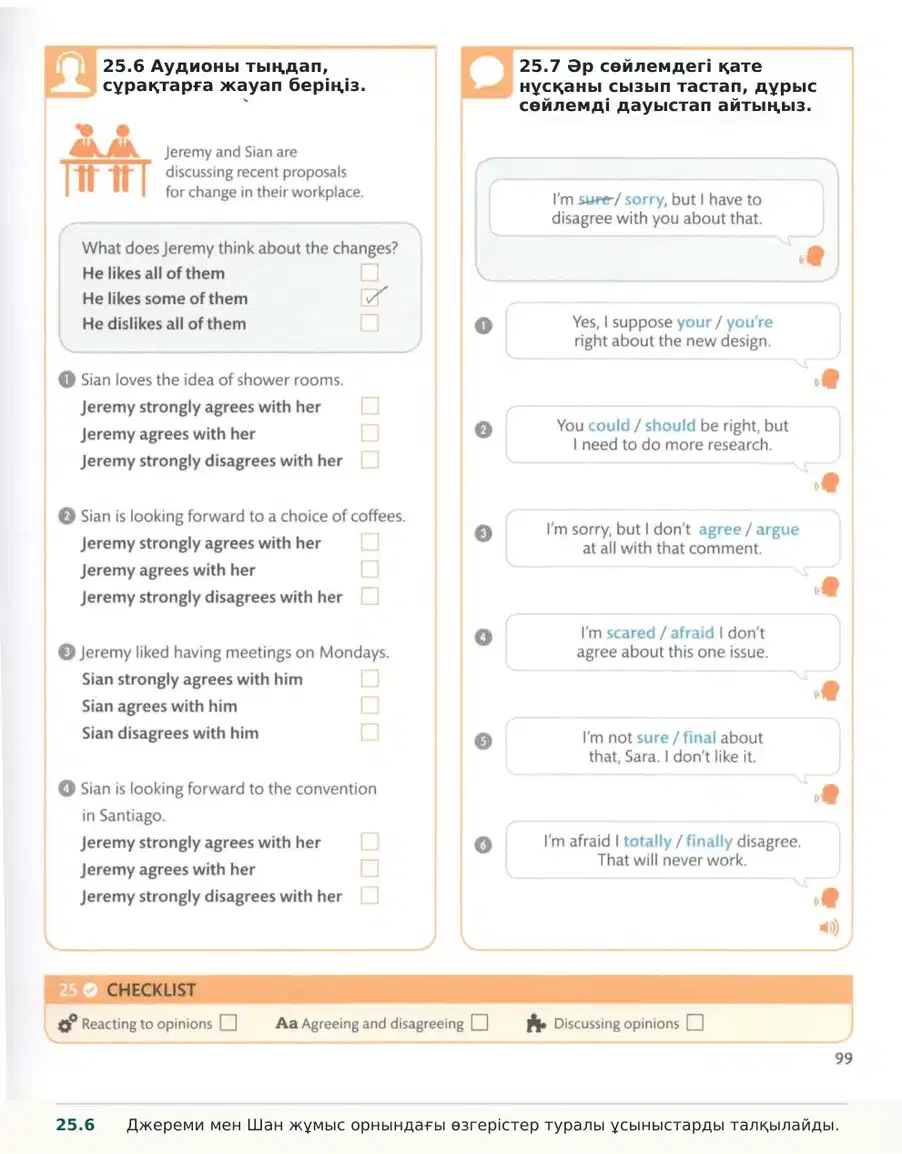 25.6 Аудионы тыңдап,
сұрақтарға жауап беріңіз.
Jeremy and Sian are
discussing recent proposals
for change in their workplace.
What does Jeremy think about the changes?
He likes all of them
He likes some of them
He dislikes all of them
1 Sian loves the idea of shower rooms.
Jeremy strongly agrees with her
Jeremy agrees with her
Jeremy strongly disagrees with her
2 Sian is looking forward to a choice of coffees.
Jeremy strongly agrees with her
Jeremy agrees with her
Jeremy strongly disagrees with her
3 Jeremy liked having meetings on Mondays.
Sian strongly agrees with him
Sian agrees with him
Sian disagrees with him
4 Sian is looking forward to the convention
in Santiago.
Jeremy strongly agrees with her
Jeremy agrees with her
Jeremy strongly disagrees with her
25.7 Әр сөйлемдегі қате
нұсқаны сызып тастап, дұрыс
сөйлемді дауыстап айтыңыз.
I'm sure / sorry, but I have to
disagree with you about that.
1 Yes, I suppose your / you're
right about the new design.
2 You could / should be right, but
I need to do more research.
3 I'm sorry, but I don't agree / argue
at all with that comment.
4 I'm scared / afraid I don't
agree about this one issue.
5 I'm not sure / final about
that, Sara. I don't like it.
6 I'm afraid I totally / finally disagree.
That will never work.
25 CHECKLIST
Reacting to opinions Aa Agreeing and disagreeing Discussing opinions
99
25.6 Джереми мен Шан жұмыс орнындағы өзгерістер туралы ұсыныстарды талқылайды.